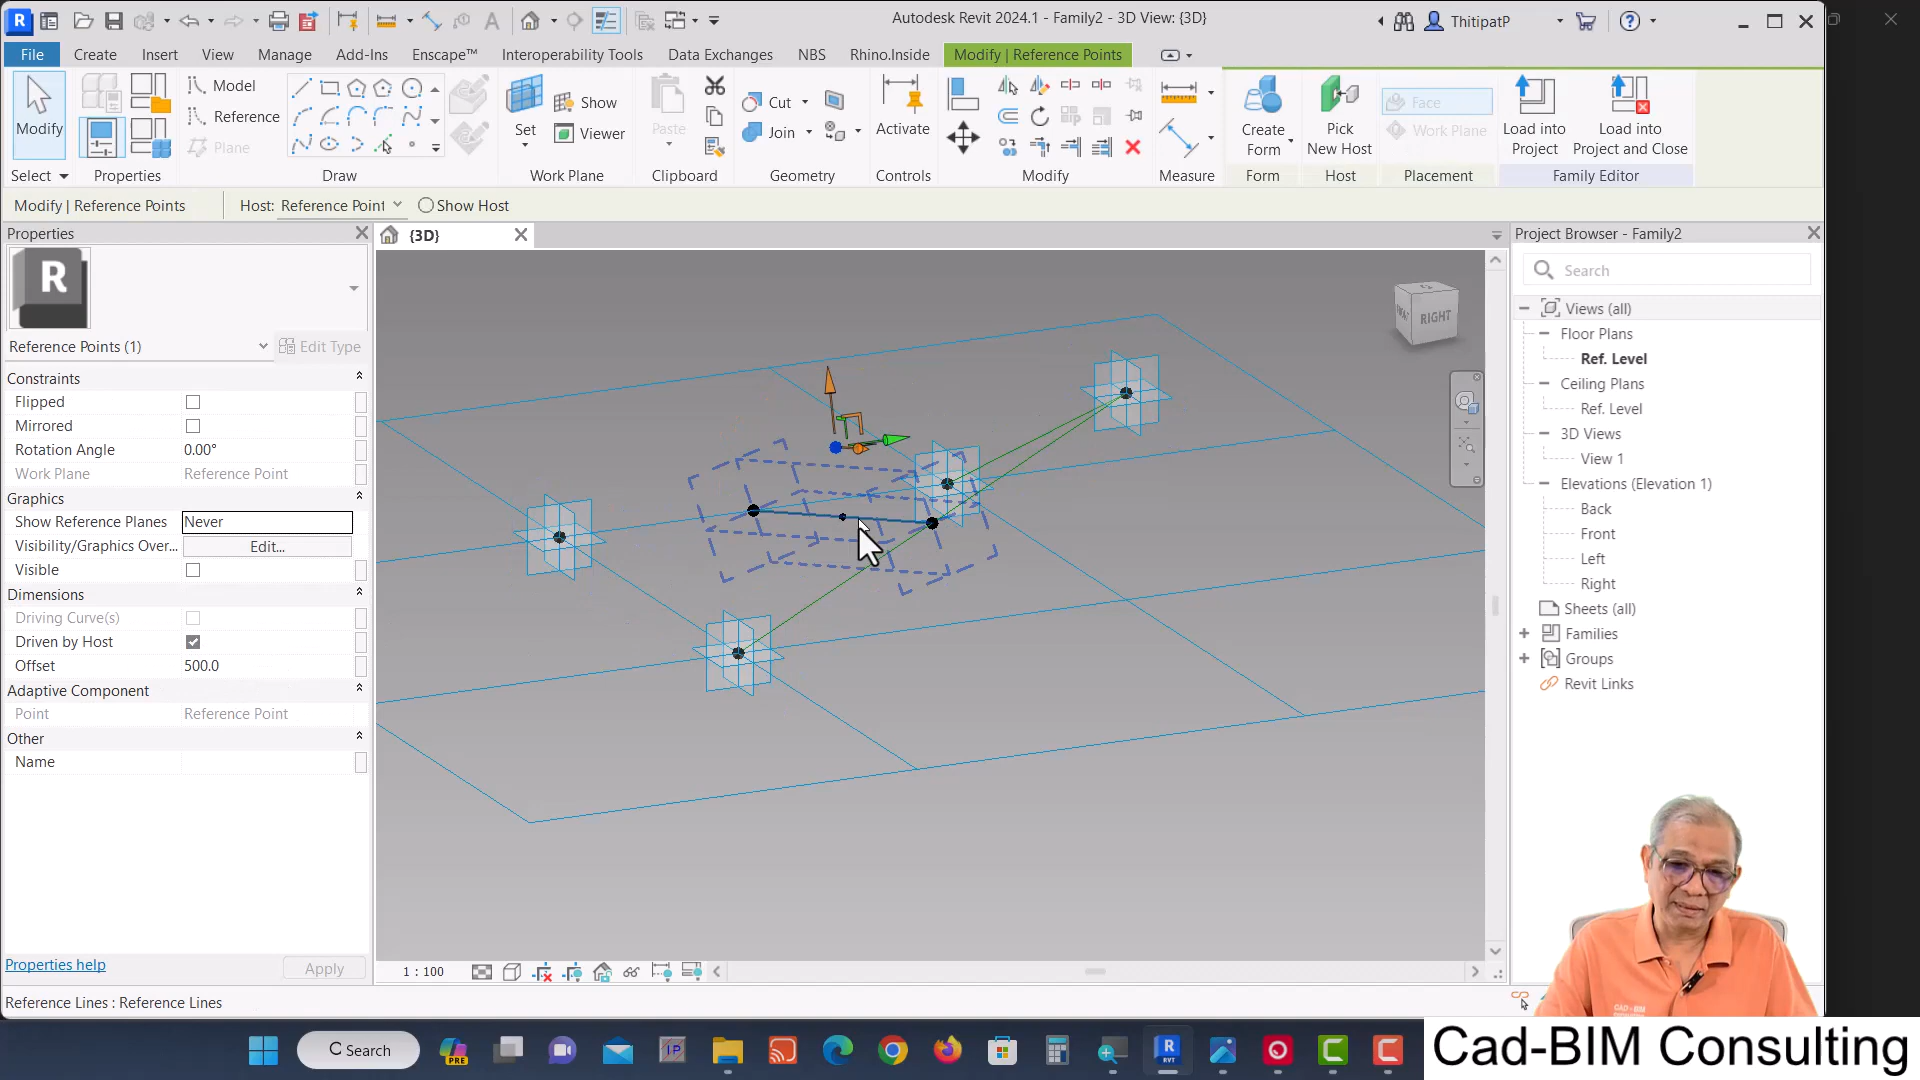 Autodesk Revit 2024.1 - Family2 - 3D View: {3D}
ThitipatP
File
Create
Insert
View
Manage
Add-Ins
Enscape™
Interoperability Tools
Data Exchanges
NBS
Rhino.Inside
Modify | Reference Points
Modify
Model
Reference
Plane
Set
Show
Viewer
Paste
Cut
Join
Activate
Create
Form
Pick
New Host
Face
Work Plane
Load into
Project
Load into
Project and Close
Select
Properties
Draw
Work Plane
Clipboard
Geometry
Controls
Modify
Measure
Form
Host
Placement
Family Editor
Modify | Reference Points
Host: Reference Point
Show Host
Properties
{3D}
Project Browser - Family2
R
Search
Reference Points (1)
Edit Type
Constraints
Flipped
Mirrored
Rotation Angle 0.00°
Work Plane Reference Point
Graphics
Show Reference Planes Never
Visibility/Graphics Over... Edit...
Visible
Dimensions
Driving Curve(s)
Driven by Host
Offset 500.0
Adaptive Component
Point Reference Point
Other
Name
Properties help
Apply
RIGHT
Views (all)
Floor Plans
Ref. Level
Ceiling Plans
Ref. Level
3D Views
View 1
Elevations (Elevation 1)
Back
Front
Left
Right
Sheets (all)
Families
Groups
Revit Links
1 : 100
Reference Lines : Reference Lines
Search
PRE
IP
R
RVT
CAD-BIM
Cad-BIM Consulting